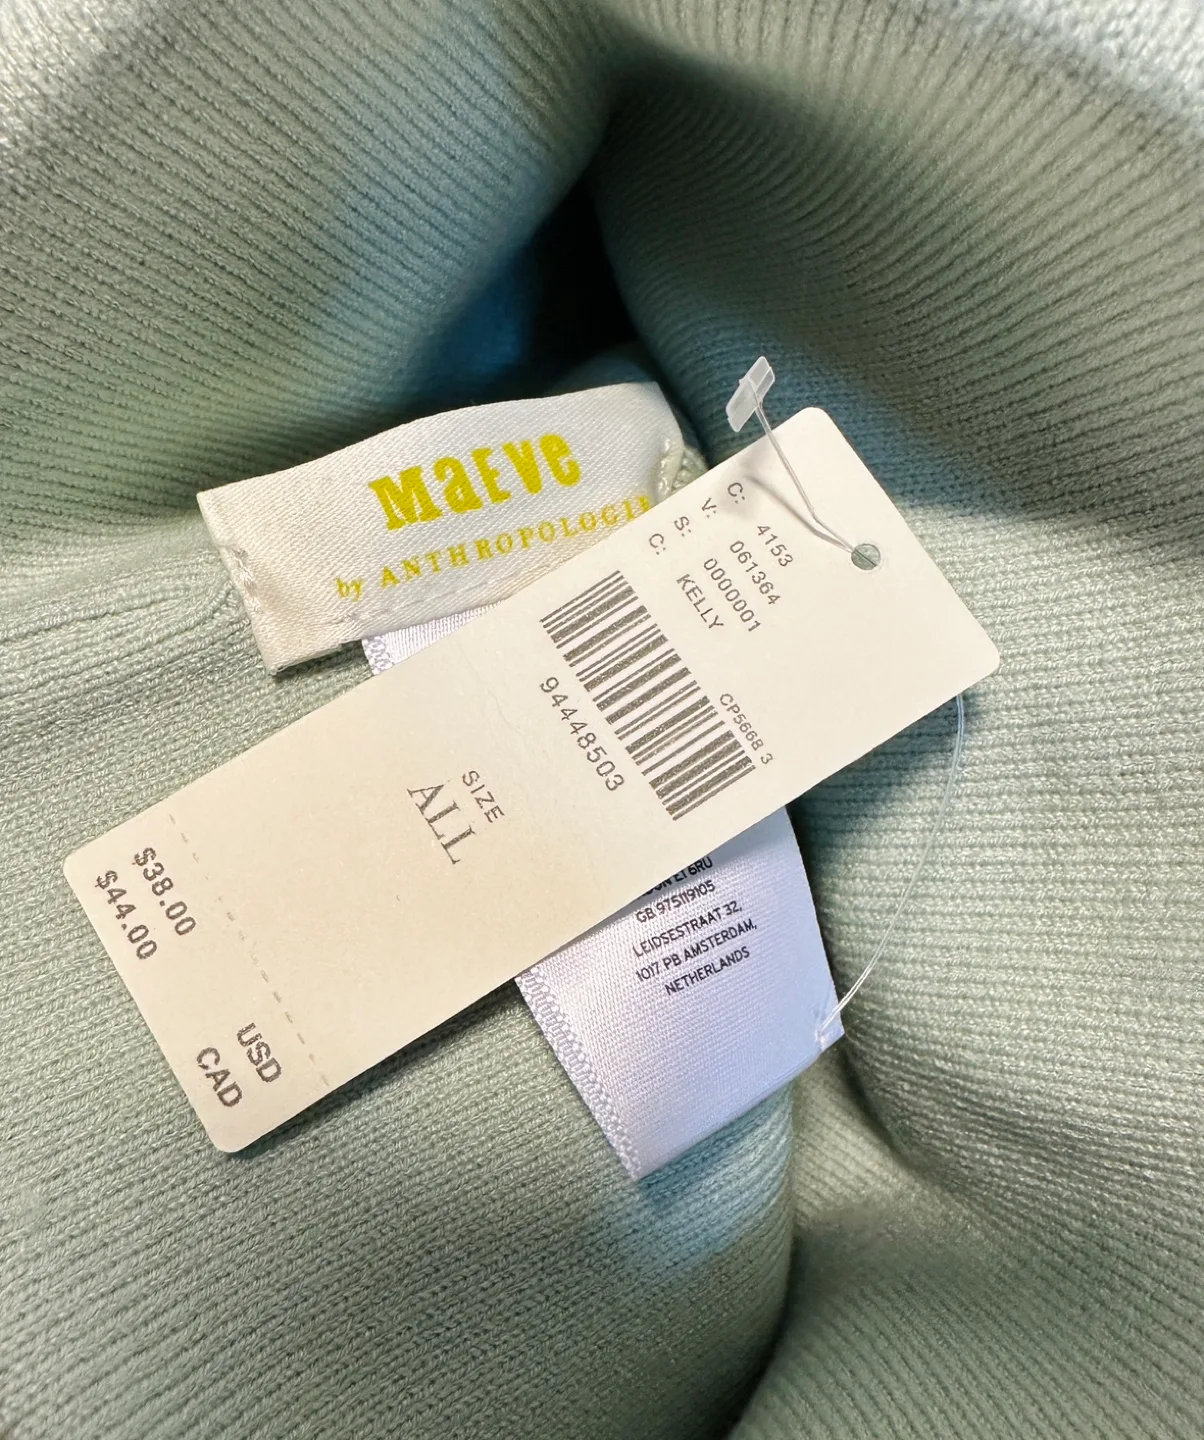 MaEVe
by ANTHROPOLOGIE
C: 4153
V: 061364
S: 0000001
C: KELLY
CP5668 3
94448503
SIZE
ALL
$38.00 USD
$44.00 CAD
GB 975119105
LEIDSESTRAAT 32,
1017 PB AMSTERDAM,
NETHERLANDS